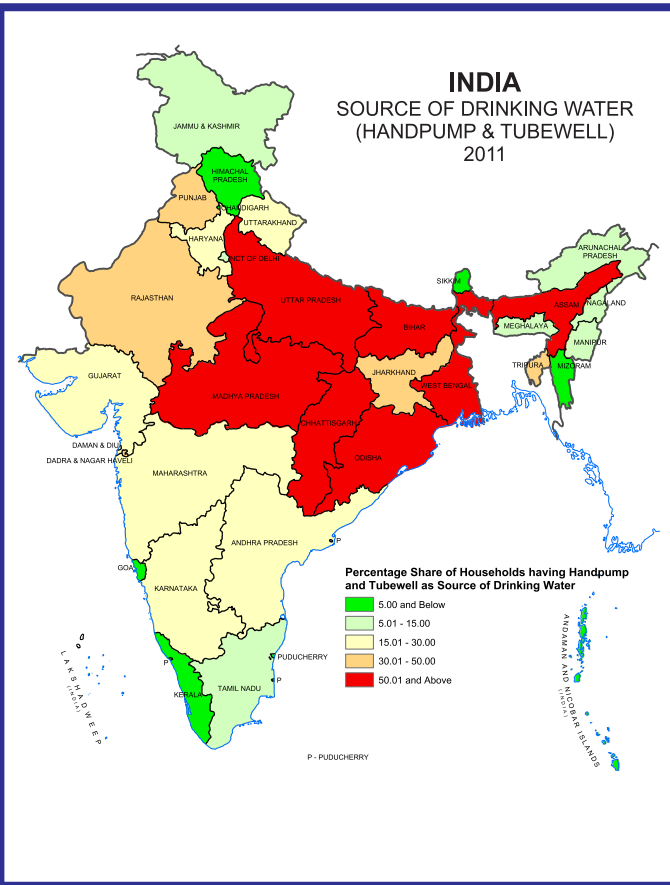 INDIA
SOURCE OF DRINKING WATER
(HANDPUMP & TUBEWELL)
2011
JAMMU & KASHMIR
HIMACHAL
PRADESH
PUNJAB
CHANDIGARH
UTTARAKHAND
HARYANA
NCT OF DELHI
ARUNACHAL
PRADESH
SIKKIM
RAJASTHAN
UTTAR PRADESH
ASSAM
NAGALAND
BIHAR
MEGHALAYA
MANIPUR
GUJARAT
JHARKHAND
TRIPURA
MIZORAM
WEST BENGAL
MADHYA PRADESH
CHHATTISGARH
DAMAN & DIU
DADRA & NAGAR HAVELI
ODISHA
MAHARASHTRA
ANDHRA PRADESH
P
GOA
KARNATAKA
Percentage Share of Households having Handpump
and Tubewell as Source of Drinking Water
5.00 and Below
5.01 - 15.00
15.01 - 30.00
30.01 - 50.00
50.01 and Above
LAKSHADWEEP
(INDIA)
P
PUDUCHERRY
P
KERALA
TAMIL NADU
ANDAMAN AND NICOBAR ISLANDS
(INDIA)
P - PUDUCHERRY